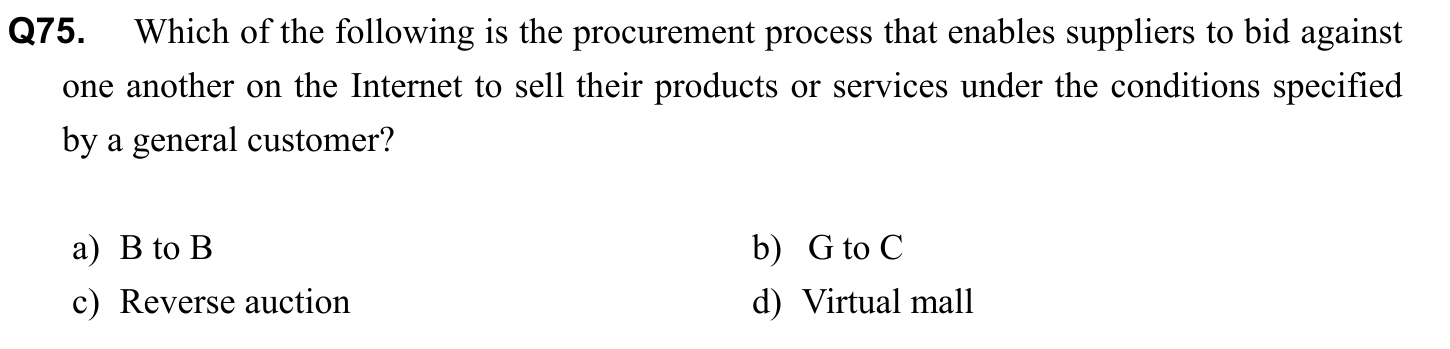 Q75. Which of the following is the procurement process that enables suppliers to bid against
one another on the Internet to sell their products or services under the conditions specified
by a general customer?
a) B to B b) G to C
c) Reverse auction d) Virtual mall